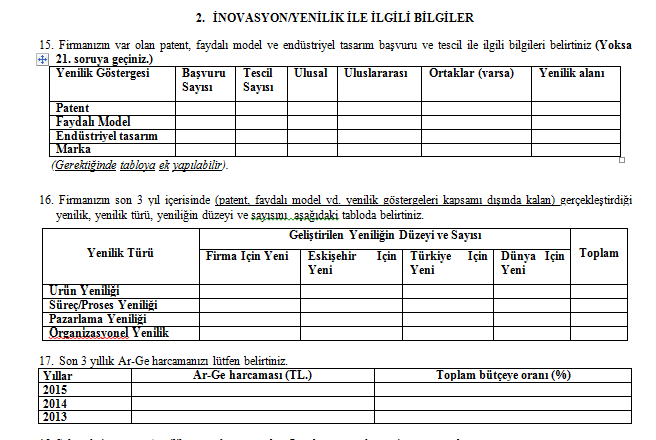 2. İNOVASYON/YENİLİK İLE İLGİLİ BİLGİLER
15. Firmanızın var olan patent, faydalı model ve endüstriyel tasarım başvuru ve tescil ile ilgili bilgileri belirtiniz (Yoksa
21. soruya geçiniz.)
Yenilik Göstergesi Başvuru Sayısı Tescil Sayısı Ulusal Uluslararası Ortaklar (varsa) Yenilik alanı
Patent
Faydalı Model
Endüstriyel tasarım
Marka
(Gerektiğinde tabloya ek yapılabilir).
16. Firmanızın son 3 yıl içerisinde (patent, faydalı model vd. yenilik göstergeleri kapsamı dışında kalan) gerçekleştirdiği
yenilik, yenilik türü, yeniliğin düzeyi ve sayısını aşağıdaki tabloda belirtiniz.
Yenilik Türü Geliştirilen Yeniliğin Düzeyi ve Sayısı Toplam
Firma İçin Yeni Eskişehir İçin Yeni Türkiye İçin Yeni Dünya İçin Yeni
Ürün Yeniliği
Süreç/Proses Yeniliği
Pazarlama Yeniliği
Organizasyonel Yenilik
17. Son 3 yıllık Ar-Ge harcamanızı lütfen belirtiniz.
Yıllar Ar-Ge harcaması (TL.) Toplam bütçeye oranı (%)
2015
2014
2013